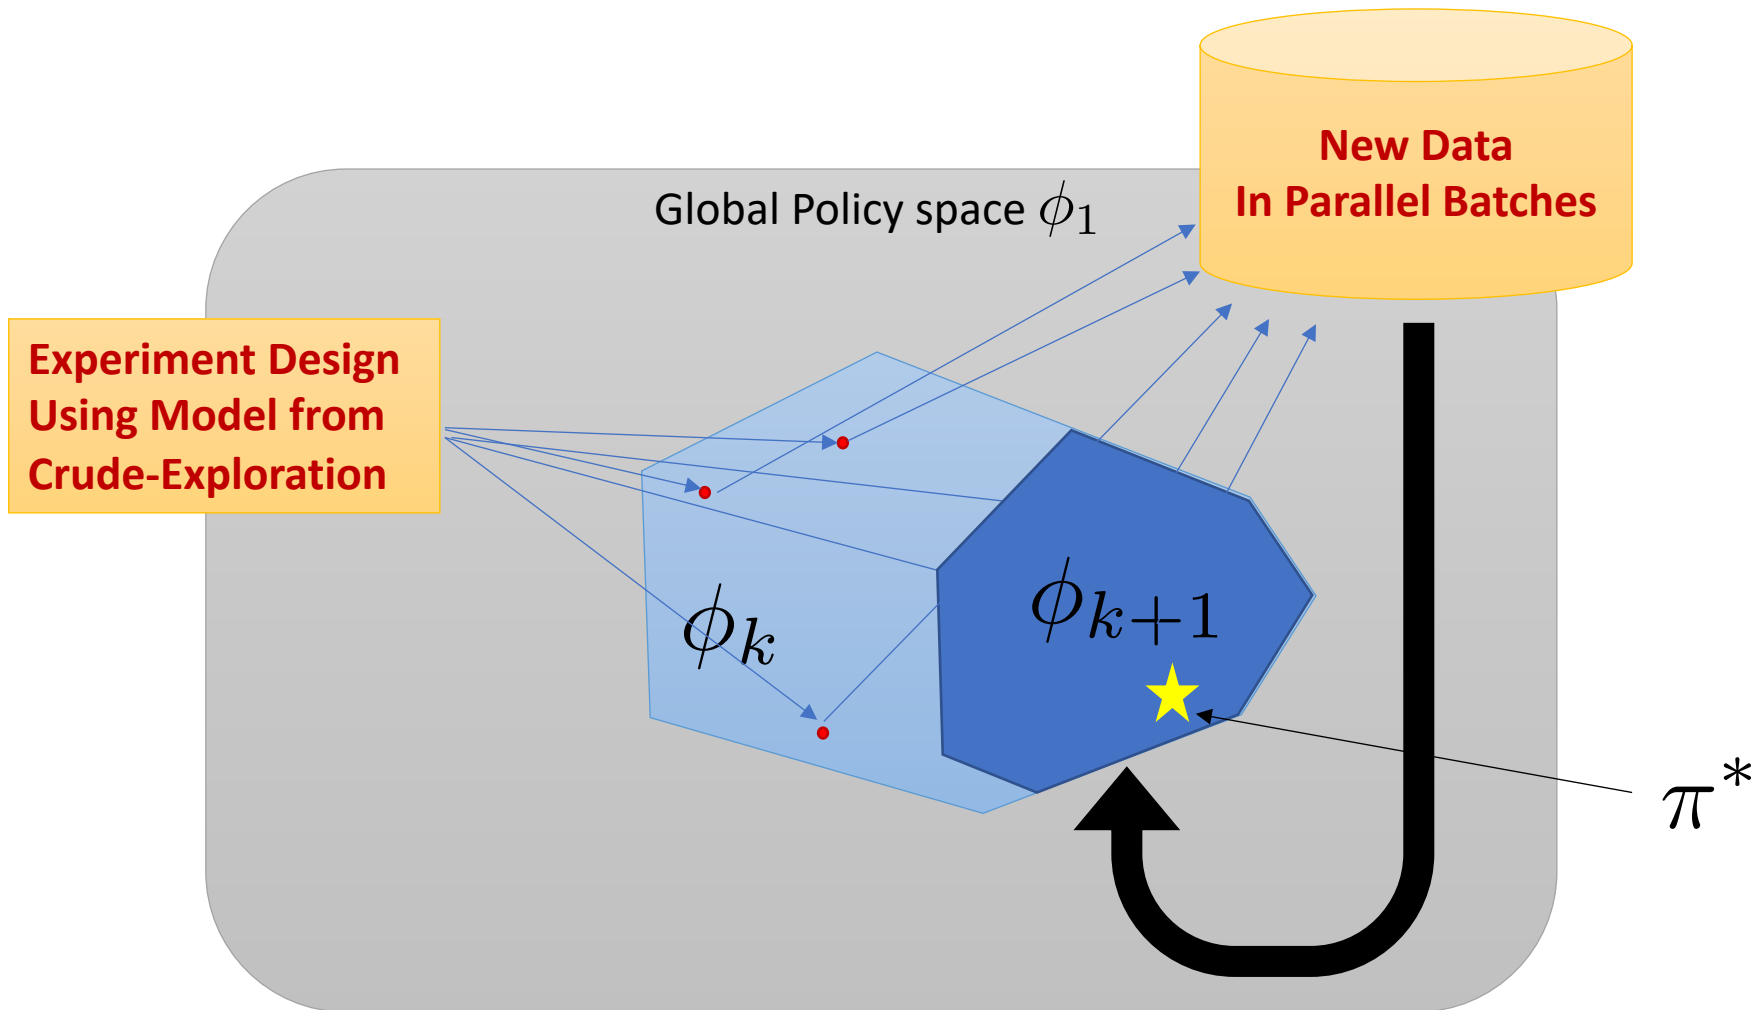 New Data
In Parallel Batches
Global Policy space ϕ₁
Experiment Design
Using Model from
Crude-Exploration
ϕₖ
ϕₖ₊₁
π*